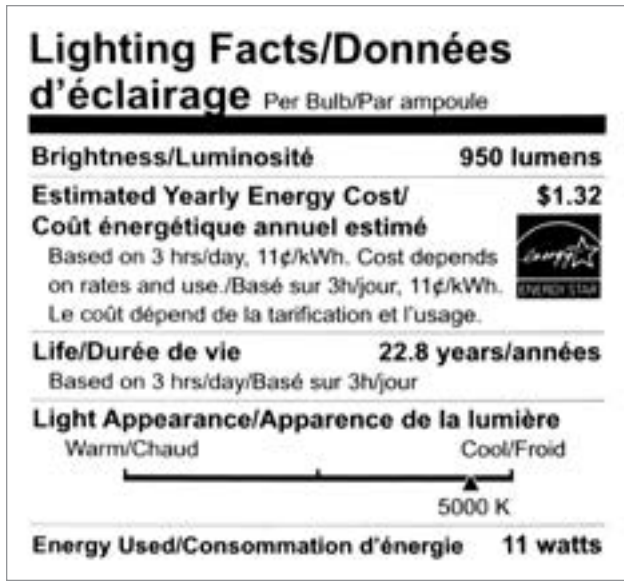 Lighting Facts/Données
d'éclairage Per Bulb/Par ampoule
Brightness/Luminosité 950 lumens
Estimated Yearly Energy Cost/ $1.32
Coût énergétique annuel estimé
Based on 3 hrs/day, 11¢/kWh. Cost depends
on rates and use./Basé sur 3h/jour, 11¢/kWh.
Le coût dépend de la tarification et l'usage.
energy
ENERGY STAR
Life/Durée de vie 22.8 years/années
Based on 3 hrs/day/Basé sur 3h/jour
Light Appearance/Apparence de la lumière
Warm/Chaud Cool/Froid
5000 K
Energy Used/Consommation d'énergie 11 watts